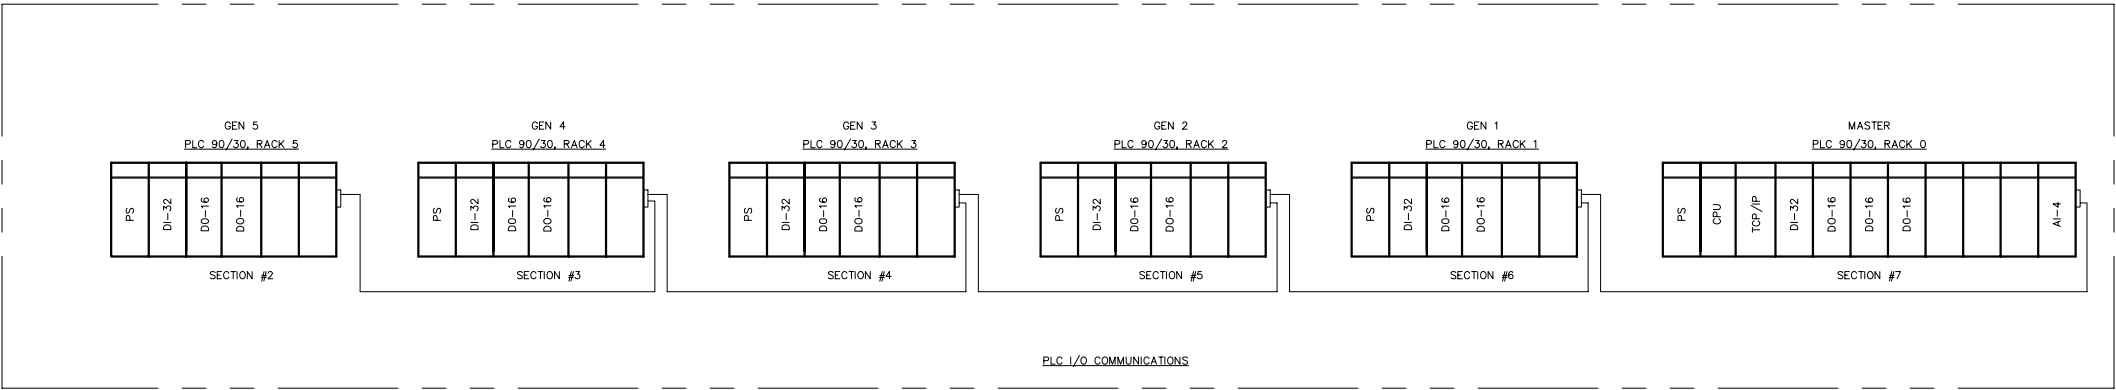 GEN 5
PLC 90/30, RACK 5
PS
DI-32
DO-16
DO-16
SECTION #2
GEN 4
PLC 90/30, RACK 4
PS
DI-32
DO-16
DO-16
SECTION #3
GEN 3
PLC 90/30, RACK 3
PS
DI-32
DO-16
DO-16
SECTION #4
GEN 2
PLC 90/30, RACK 2
PS
DI-32
DO-16
DO-16
SECTION #5
GEN 1
PLC 90/30, RACK 1
PS
DI-32
DO-16
DO-16
SECTION #6
MASTER
PLC 90/30, RACK 0
PS
CPU
TCP/IP
DI-32
DO-16
DO-16
DO-16
AI-4
SECTION #7
PLC I/O COMMUNICATIONS